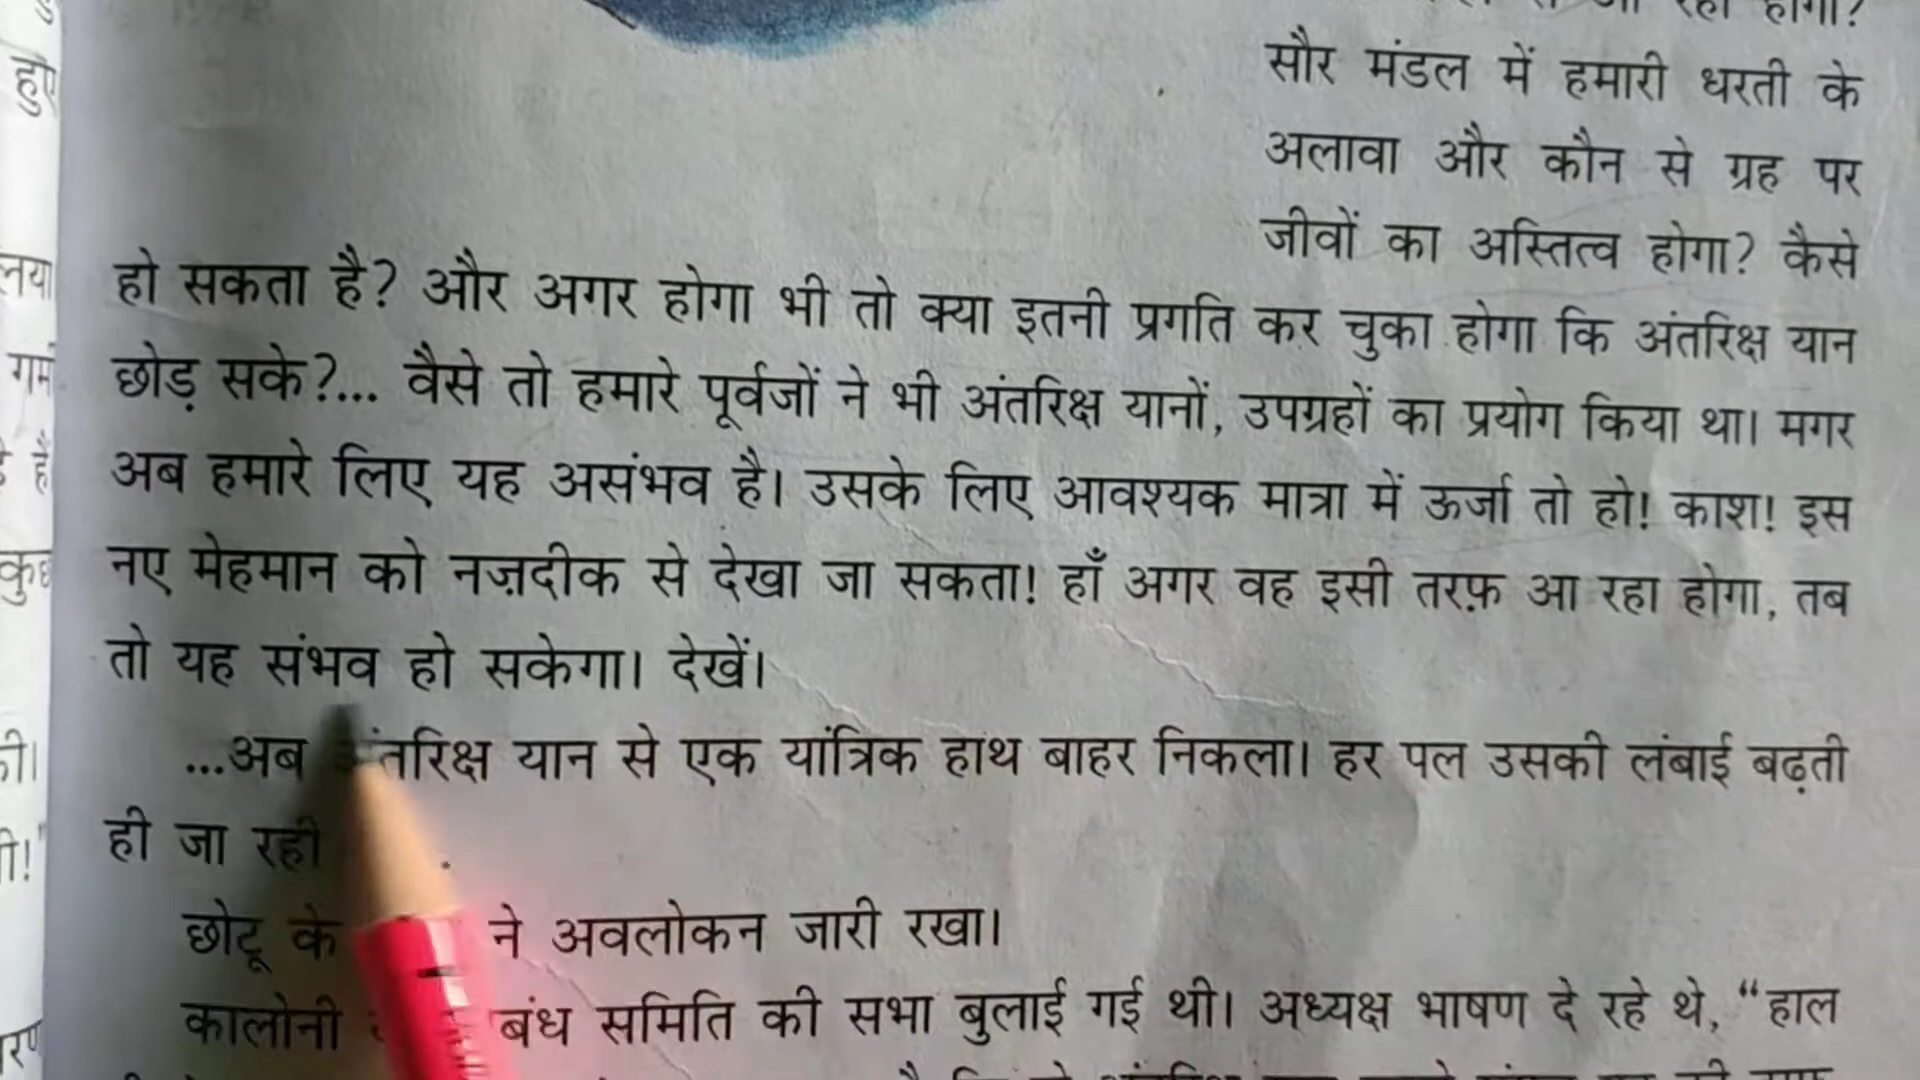 रहा होगा?
सौर मंडल में हमारी धरती के
अलावा और कौन से ग्रह पर
जीवों का अस्तित्व होगा? कैसे
हो सकता है? और अगर होगा भी तो क्या इतनी प्रगति कर चुका होगा कि अंतरिक्ष यान
छोड़ सके?... वैसे तो हमारे पूर्वजों ने भी अंतरिक्ष यानों, उपग्रहों का प्रयोग किया था। मगर
अब हमारे लिए यह असंभव है। उसके लिए आवश्यक मात्रा में ऊर्जा तो हो! काश! इस
नए मेहमान को नज़दीक से देखा जा सकता! हाँ अगर वह इसी तरफ़ आ रहा होगा, तब
तो यह संभव हो सकेगा। देखें।
...अब अंतरिक्ष यान से एक यांत्रिक हाथ बाहर निकला। हर पल उसकी लंबाई बढ़ती
ही जा रही
छोटू के ने अवलोकन जारी रखा।
कालोनी समिति की सभा बुलाई गई थी। अध्यक्ष भाषण दे रहे थे, “हाल